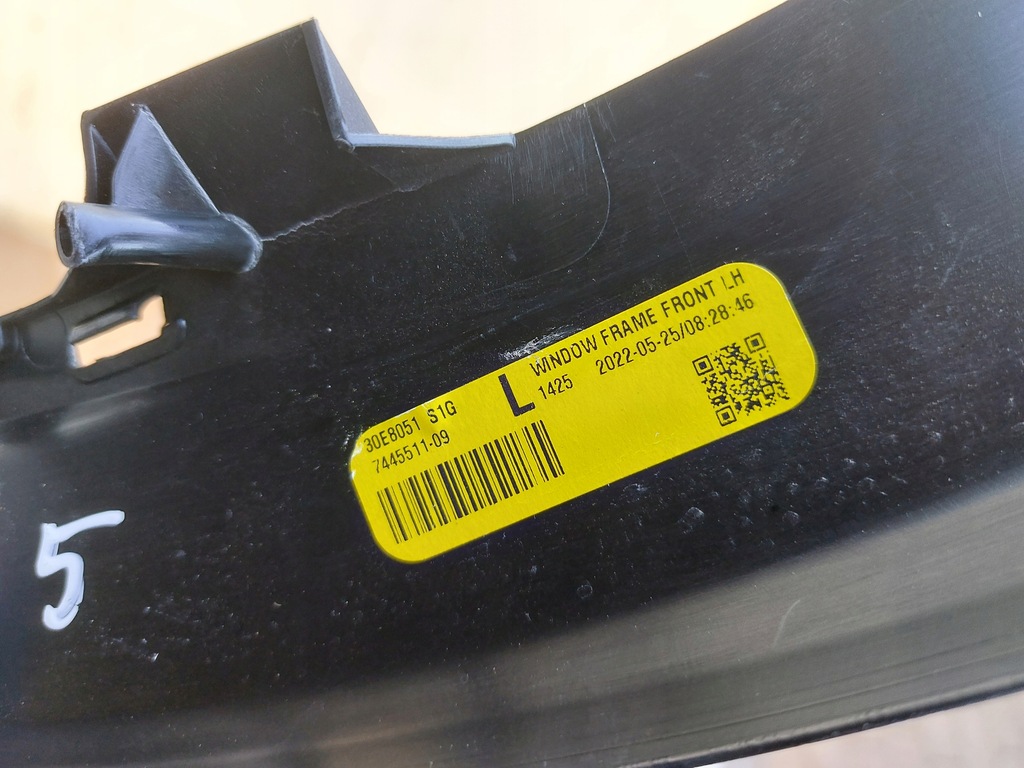 30E8051 S1G
7445511-09
L
WINDOW FRAME FRONT LH
1425 2022-05-25/08:28:46
5